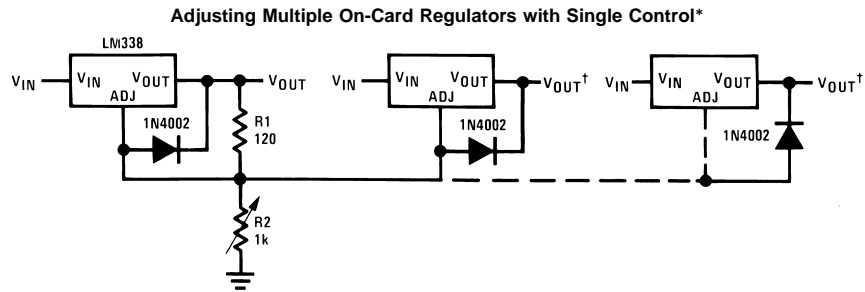 Adjusting Multiple On-Card Regulators with Single Control*
LM338
VIN VIN VOUT VOUT
ADJ
1N4002
R1
120
R2
1k
VIN VIN VOUT VOUT†
ADJ
1N4002
VIN VIN VOUT VOUT†
ADJ
1N4002